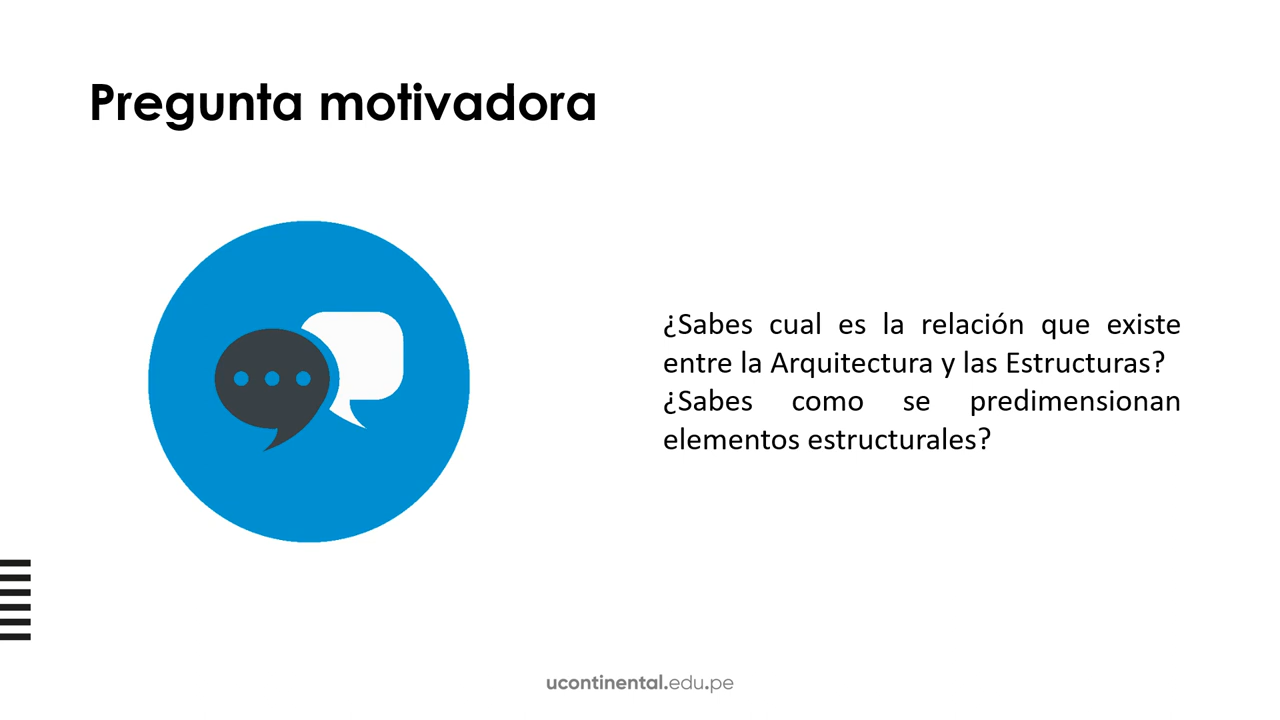 Pregunta motivadora
¿Sabes cual es la relación que existe
entre la Arquitectura y las Estructuras?
¿Sabes como se predimensionan
elementos estructurales?
ucontinental.edu.pe